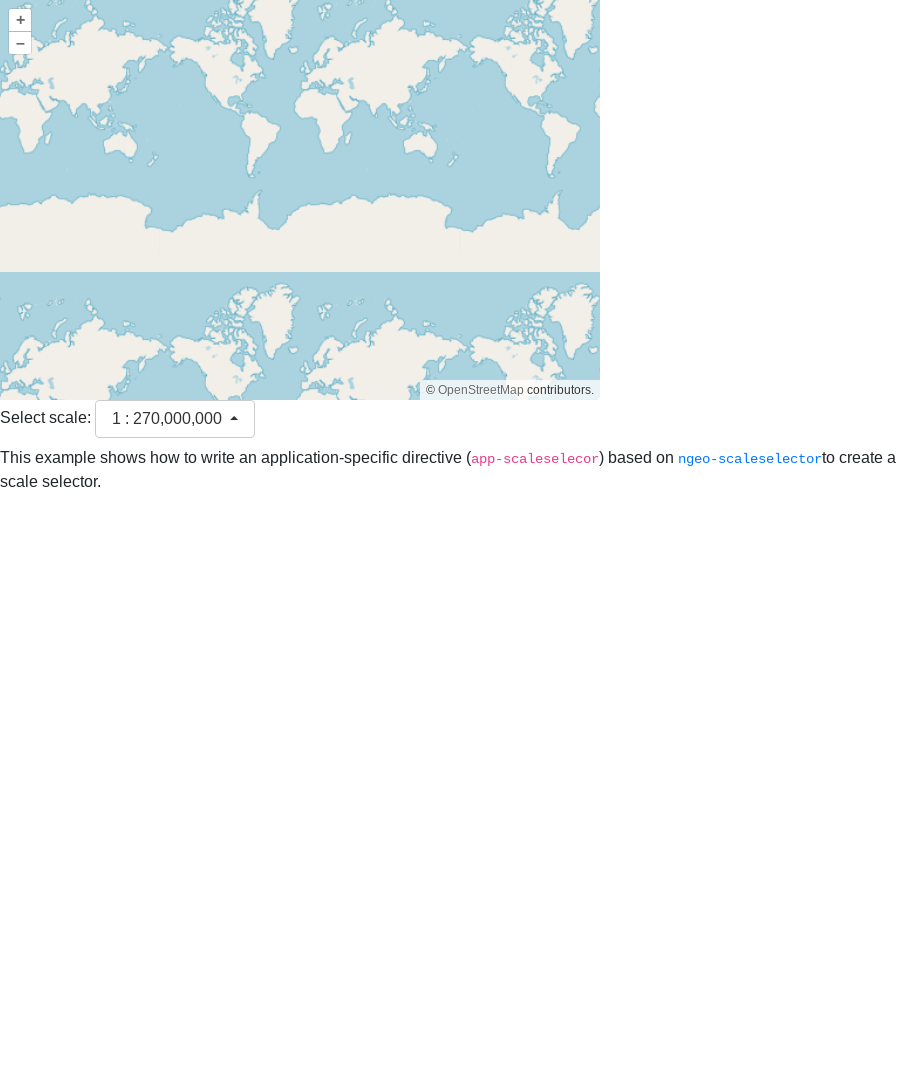 +
–
© OpenStreetMap contributors.
Select scale: 1 : 270,000,000
This example shows how to write an application-specific directive (app-scaleselecor) based on ngeo-scaleselectorto create a
scale selector.